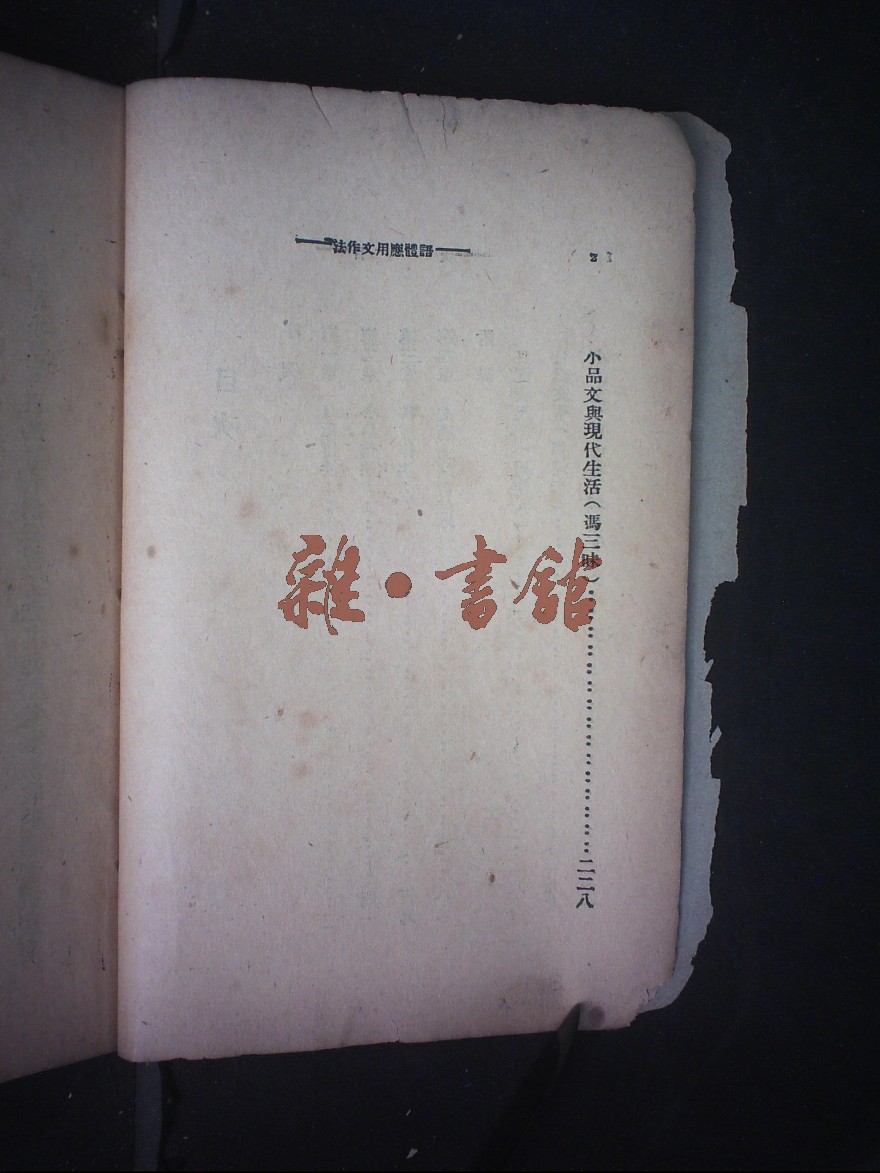 語體應用文作法
2
小品文與現代生活（馮三昧）…………………………二二八
雜·書館